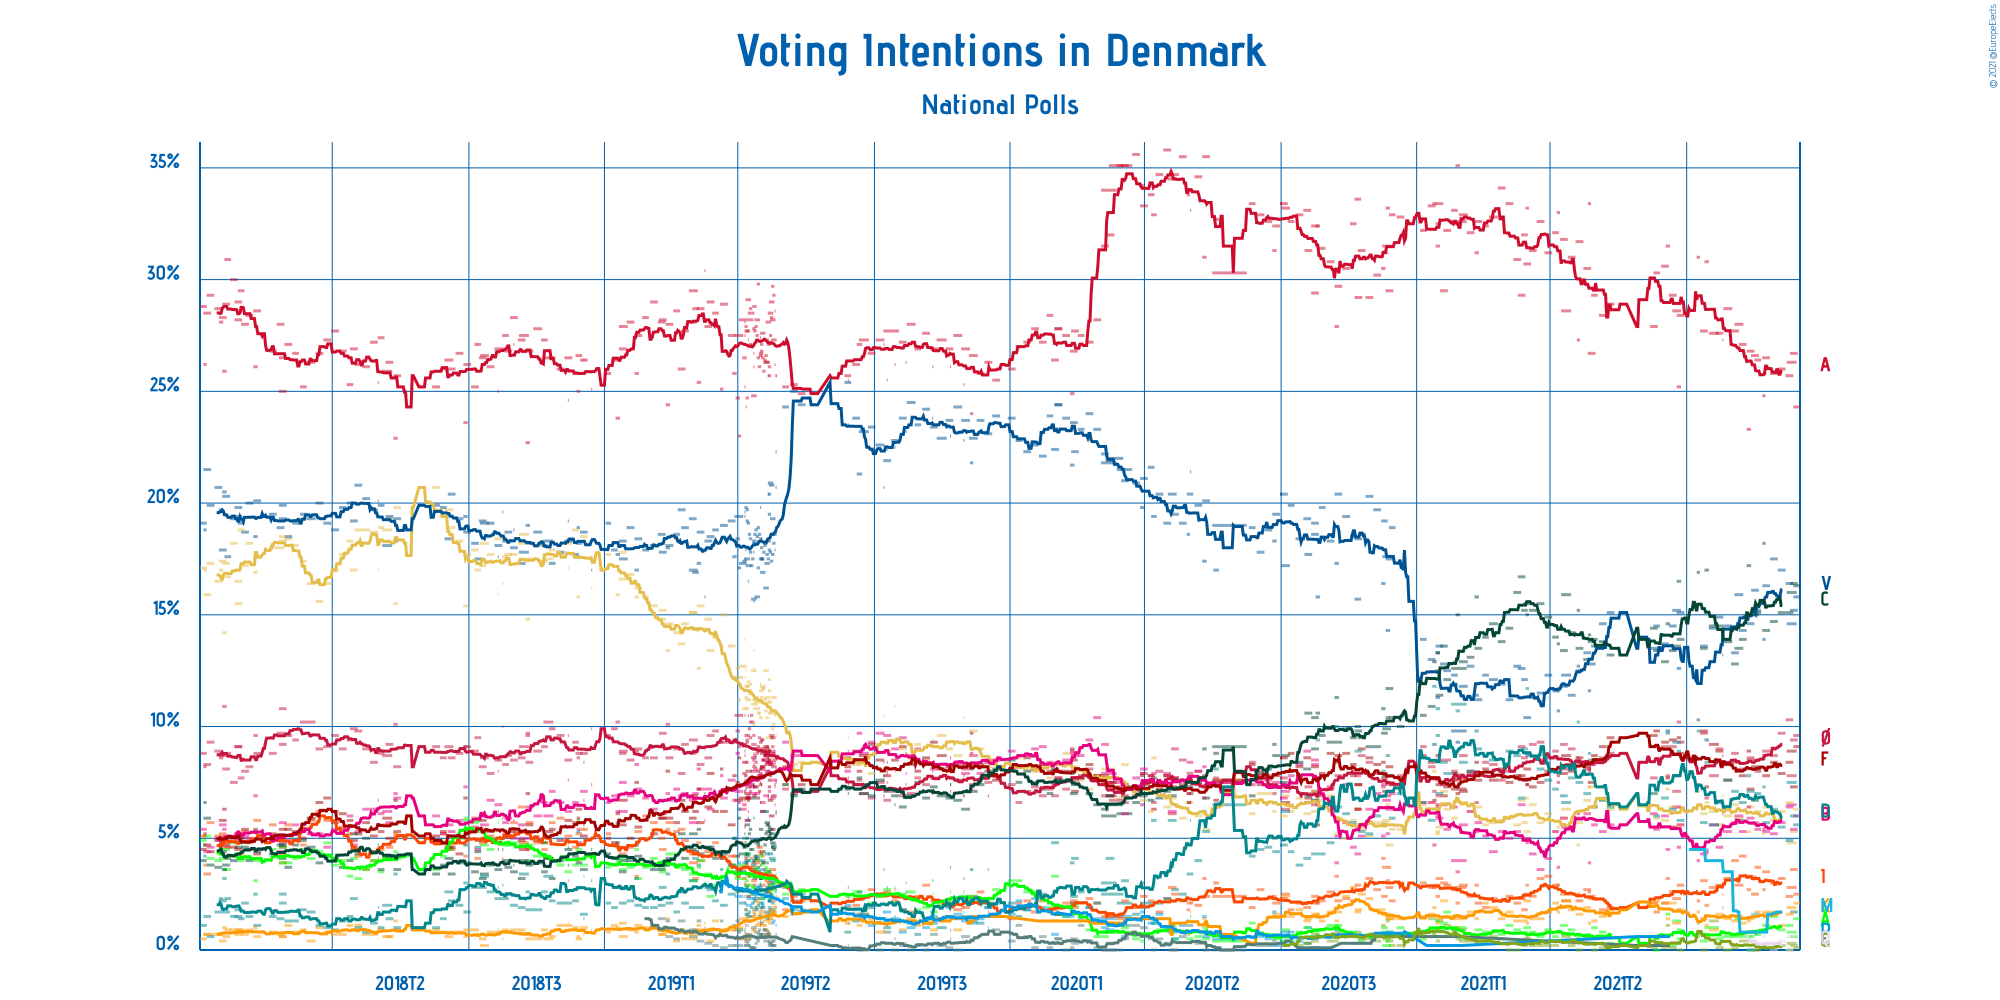 Voting Intentions in Denmark
National Polls
© 2021 @EuropeElects
35%
30%
25%
20%
15%
10%
5%
0%
A
V
C
Ø
F
B
I
M
2018T2
2018T3
2019T1
2019T2
2019T3
2020T1
2020T2
2020T3
2021T1
2021T2